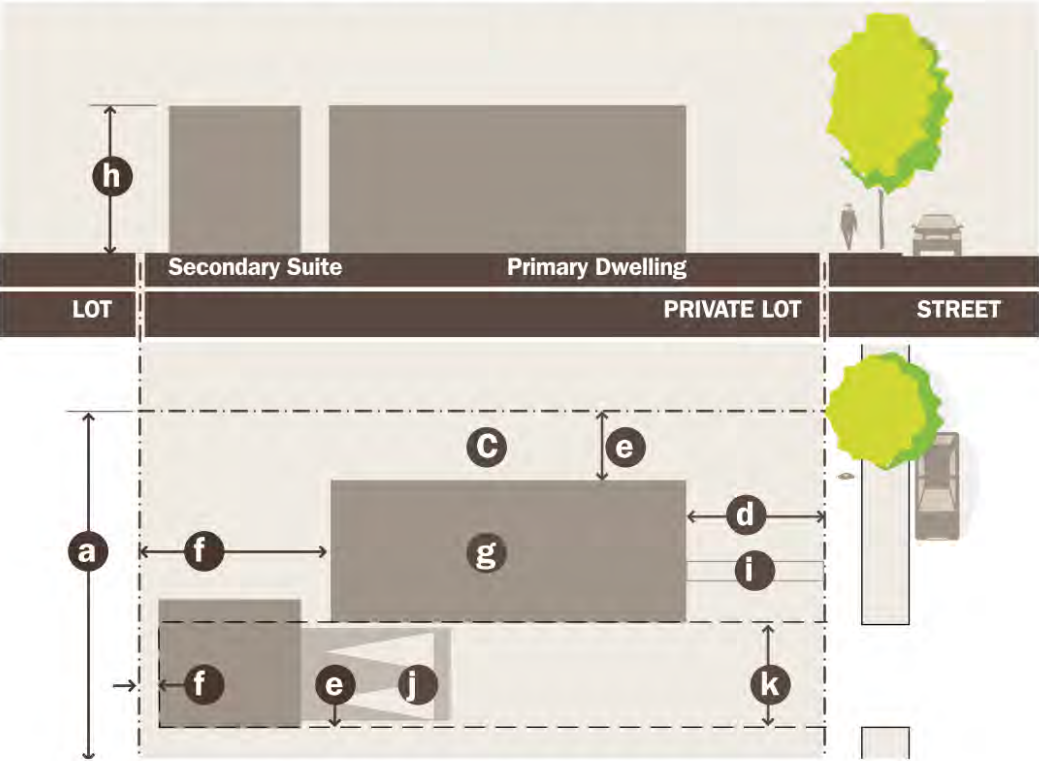 h
Secondary Suite Primary Dwelling
LOT PRIVATE LOT STREET
C e
d
a f g i
f e j k